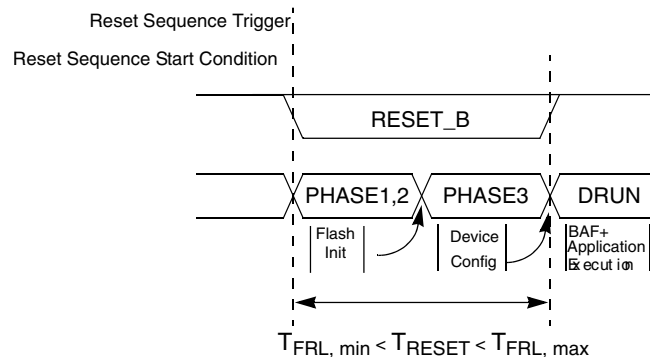 Reset Sequence Trigger
Reset Sequence Start Condition
RESET_B
PHASE1,2 PHASE3 DRUN
Flash
Init
Device
Config
BAF+
Application
Execution
TFRL, min < TRESET < TFRL, max